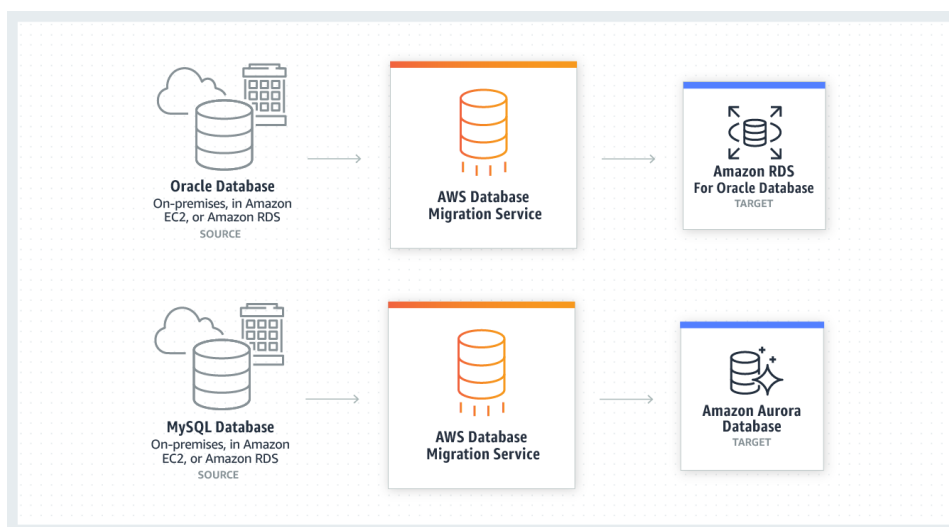 Oracle Database
On-premises, in Amazon
EC2, or Amazon RDS
SOURCE
AWS Database
Migration Service
Amazon RDS
For Oracle Database
TARGET
MySQL Database
On-premises, in Amazon
EC2, or Amazon RDS
SOURCE
AWS Database
Migration Service
Amazon Aurora
Database
TARGET